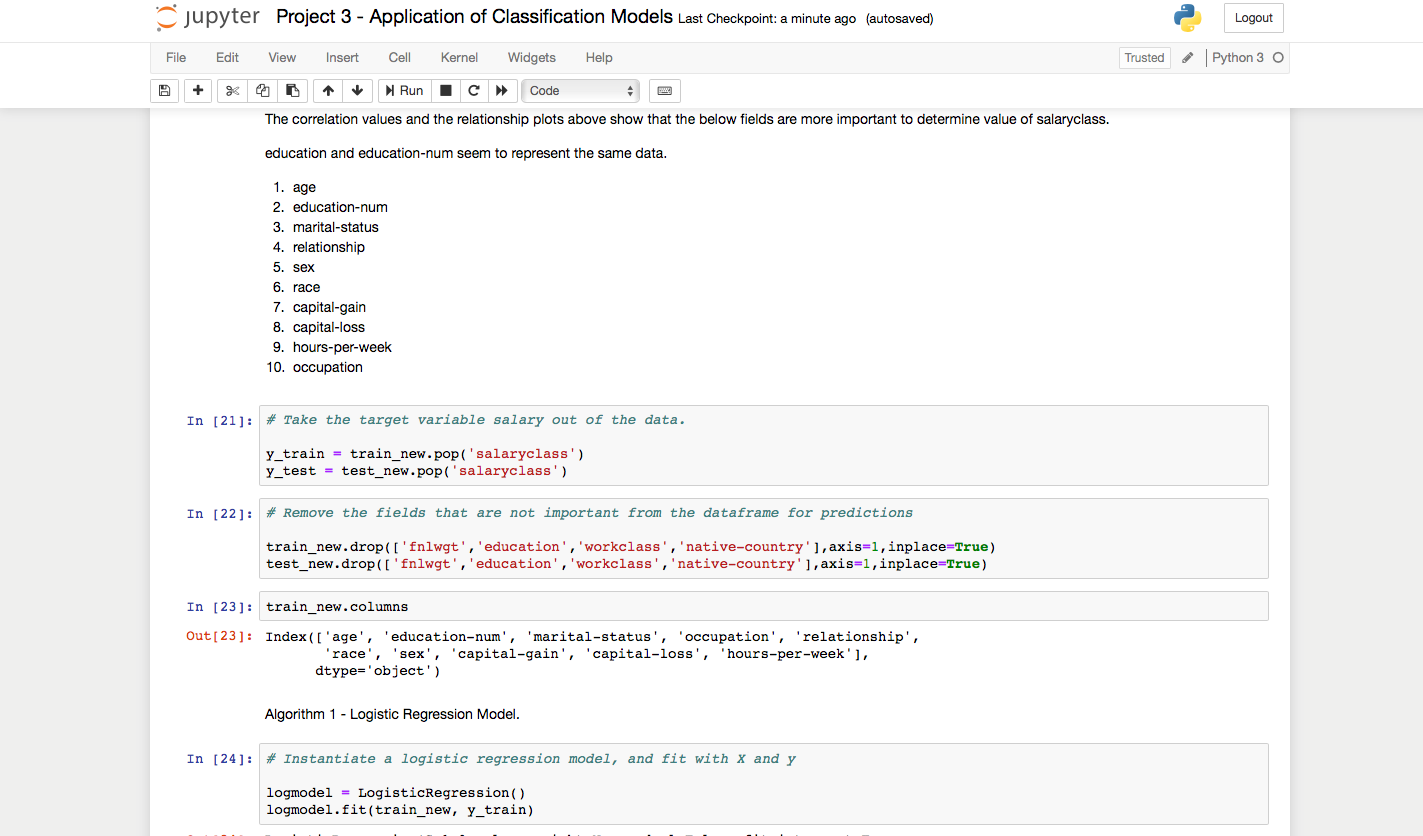 jupyter Project 3 - Application of Classification Models Last Checkpoint: a minute ago (autosaved) Logout
File Edit View Insert Cell Kernel Widgets Help Trusted Python 3
Run Code
The correlation values and the relationship plots above show that the below fields are more important to determine value of salaryclass.
education and education-num seem to represent the same data.
1. age
2. education-num
3. marital-status
4. relationship
5. sex
6. race
7. capital-gain
8. capital-loss
9. hours-per-week
10. occupation
In [21]: # Take the target variable salary out of the data.
y_train = train_new.pop('salaryclass')
y_test = test_new.pop('salaryclass')
In [22]: # Remove the fields that are not important from the dataframe for predictions
train_new.drop(['fnlwgt','education','workclass','native-country'],axis=1,inplace=True)
test_new.drop(['fnlwgt','education','workclass','native-country'],axis=1,inplace=True)
In [23]: train_new.columns
Out[23]: Index(['age', 'education-num', 'marital-status', 'occupation', 'relationship',
'race', 'sex', 'capital-gain', 'capital-loss', 'hours-per-week'],
dtype='object')
Algorithm 1 - Logistic Regression Model.
In [24]: # Instantiate a logistic regression model, and fit with X and y
logmodel = LogisticRegression()
logmodel.fit(train_new, y_train)